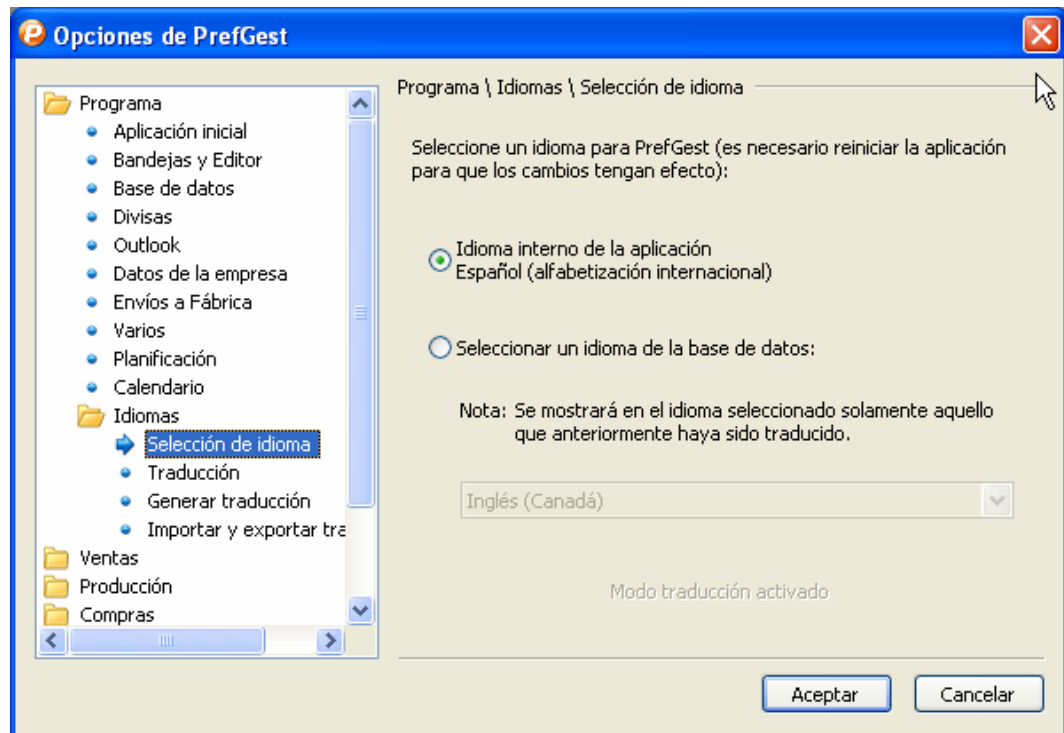 Opciones de PrefGest
Programa
Aplicación inicial
Bandejas y Editor
Base de datos
Divisas
Outlook
Datos de la empresa
Envíos a Fábrica
Varios
Planificación
Calendario
Idiomas
Selección de idioma
Traducción
Generar traducción
Importar y exportar tra
Ventas
Producción
Compras
Programa \ Idiomas \ Selección de idioma
Seleccione un idioma para PrefGest (es necesario reiniciar la aplicación
para que los cambios tengan efecto):
Idioma interno de la aplicación
Español (alfabetización internacional)
Seleccionar un idioma de la base de datos:
Nota: Se mostrará en el idioma seleccionado solamente aquello
que anteriormente haya sido traducido.
Inglés (Canadá)
Modo traducción activado
Aceptar
Cancelar